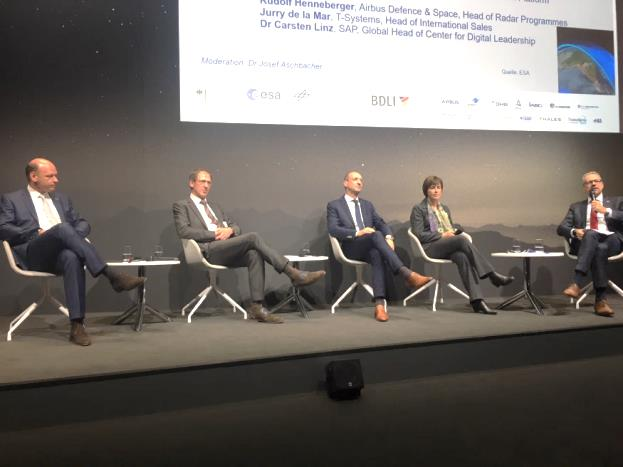 Rudolf Henneberger, Airbus Defence & Space, Head of Radar Programmes
Jurry de la Mar, T-Systems, Head of International Sales
Dr Carsten Linz, SAP, Global Head of Center for Digital Leadership
Moderation: Dr Josef Aschbacher
Quelle: ESA
esa
BDLI
AIRBUS
OHB
THALES